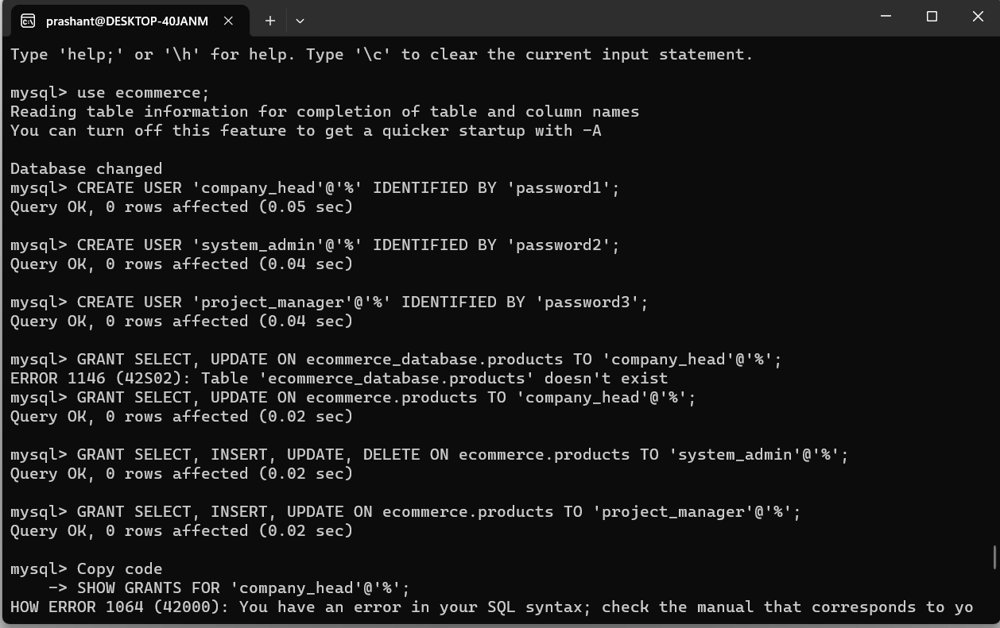 prashant@DESKTOP-40JANM
Type 'help;' or '\h' for help. Type '\c' to clear the current input statement.
mysql> use ecommerce;
Reading table information for completion of table and column names
You can turn off this feature to get a quicker startup with -A
Database changed
mysql> CREATE USER 'company_head'@'%' IDENTIFIED BY 'password1';
Query OK, 0 rows affected (0.05 sec)
mysql> CREATE USER 'system_admin'@'%' IDENTIFIED BY 'password2';
Query OK, 0 rows affected (0.04 sec)
mysql> CREATE USER 'project_manager'@'%' IDENTIFIED BY 'password3';
Query OK, 0 rows affected (0.04 sec)
mysql> GRANT SELECT, UPDATE ON ecommerce_database.products TO 'company_head'@'%';
ERROR 1146 (42S02): Table 'ecommerce_database.products' doesn't exist
mysql> GRANT SELECT, UPDATE ON ecommerce.products TO 'company_head'@'%';
Query OK, 0 rows affected (0.02 sec)
mysql> GRANT SELECT, INSERT, UPDATE, DELETE ON ecommerce.products TO 'system_admin'@'%';
Query OK, 0 rows affected (0.02 sec)
mysql> GRANT SELECT, INSERT, UPDATE ON ecommerce.products TO 'project_manager'@'%';
Query OK, 0 rows affected (0.02 sec)
mysql> Copy code
    -> SHOW GRANTS FOR 'company_head'@'%';
HOW ERROR 1064 (42000): You have an error in your SQL syntax; check the manual that corresponds to yo